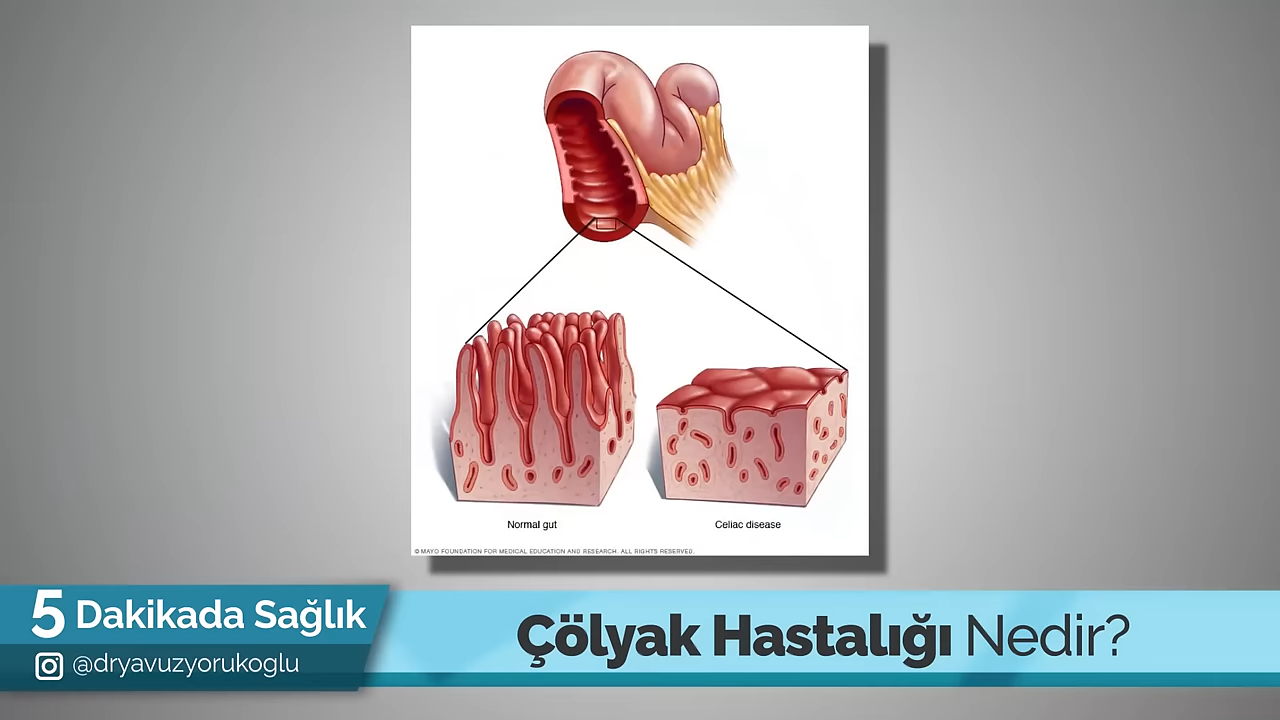 Normal gut
Celiac disease
© MAYO FOUNDATION FOR MEDICAL EDUCATION AND RESEARCH. ALL RIGHTS RESERVED.
5 Dakikada Sağlık
@dryavuzyorukoglu
Çölyak Hastalığı Nedir?